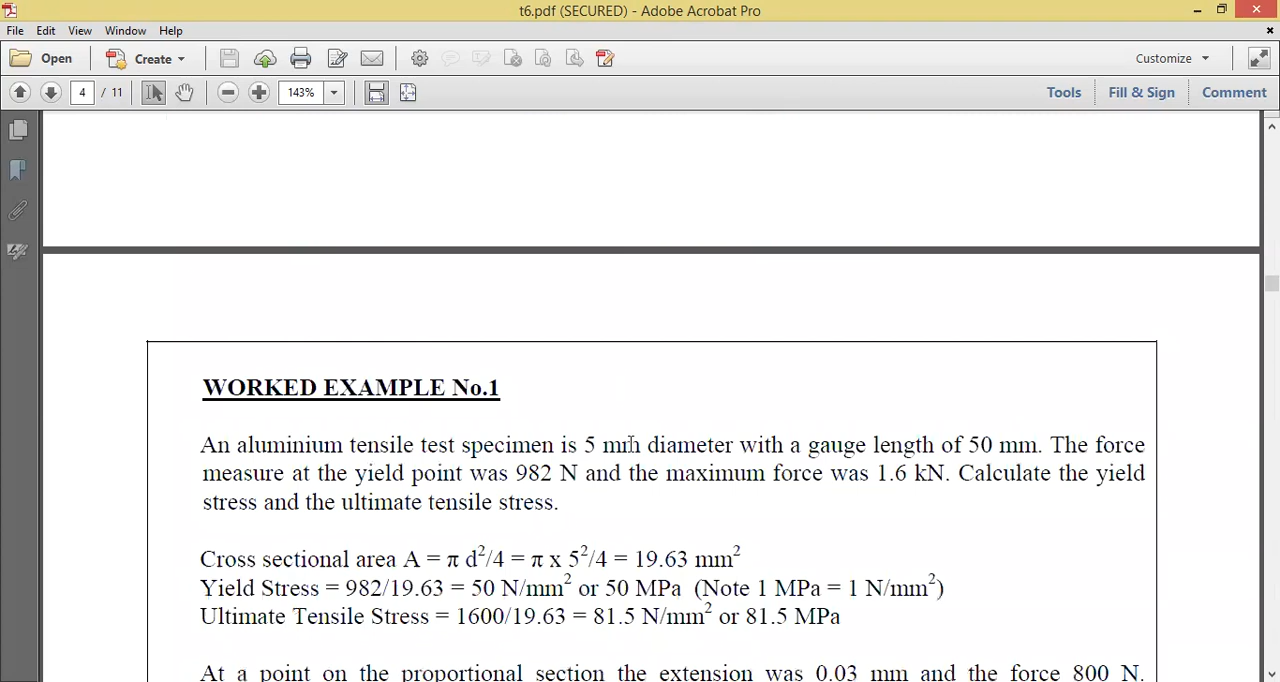 t6.pdf (SECURED) - Adobe Acrobat Pro
File Edit View Window Help
Open Create Customize
4 / 11 143% Tools Fill & Sign Comment
WORKED EXAMPLE No.1
An aluminium tensile test specimen is 5 mm diameter with a gauge length of 50 mm. The force
measure at the yield point was 982 N and the maximum force was 1.6 kN. Calculate the yield
stress and the ultimate tensile stress.
Cross sectional area A = π d²/4 = π x 5²/4 = 19.63 mm²
Yield Stress = 982/19.63 = 50 N/mm² or 50 MPa (Note 1 MPa = 1 N/mm²)
Ultimate Tensile Stress = 1600/19.63 = 81.5 N/mm² or 81.5 MPa
At a point on the proportional section the extension was 0.03 mm and the force 800 N.